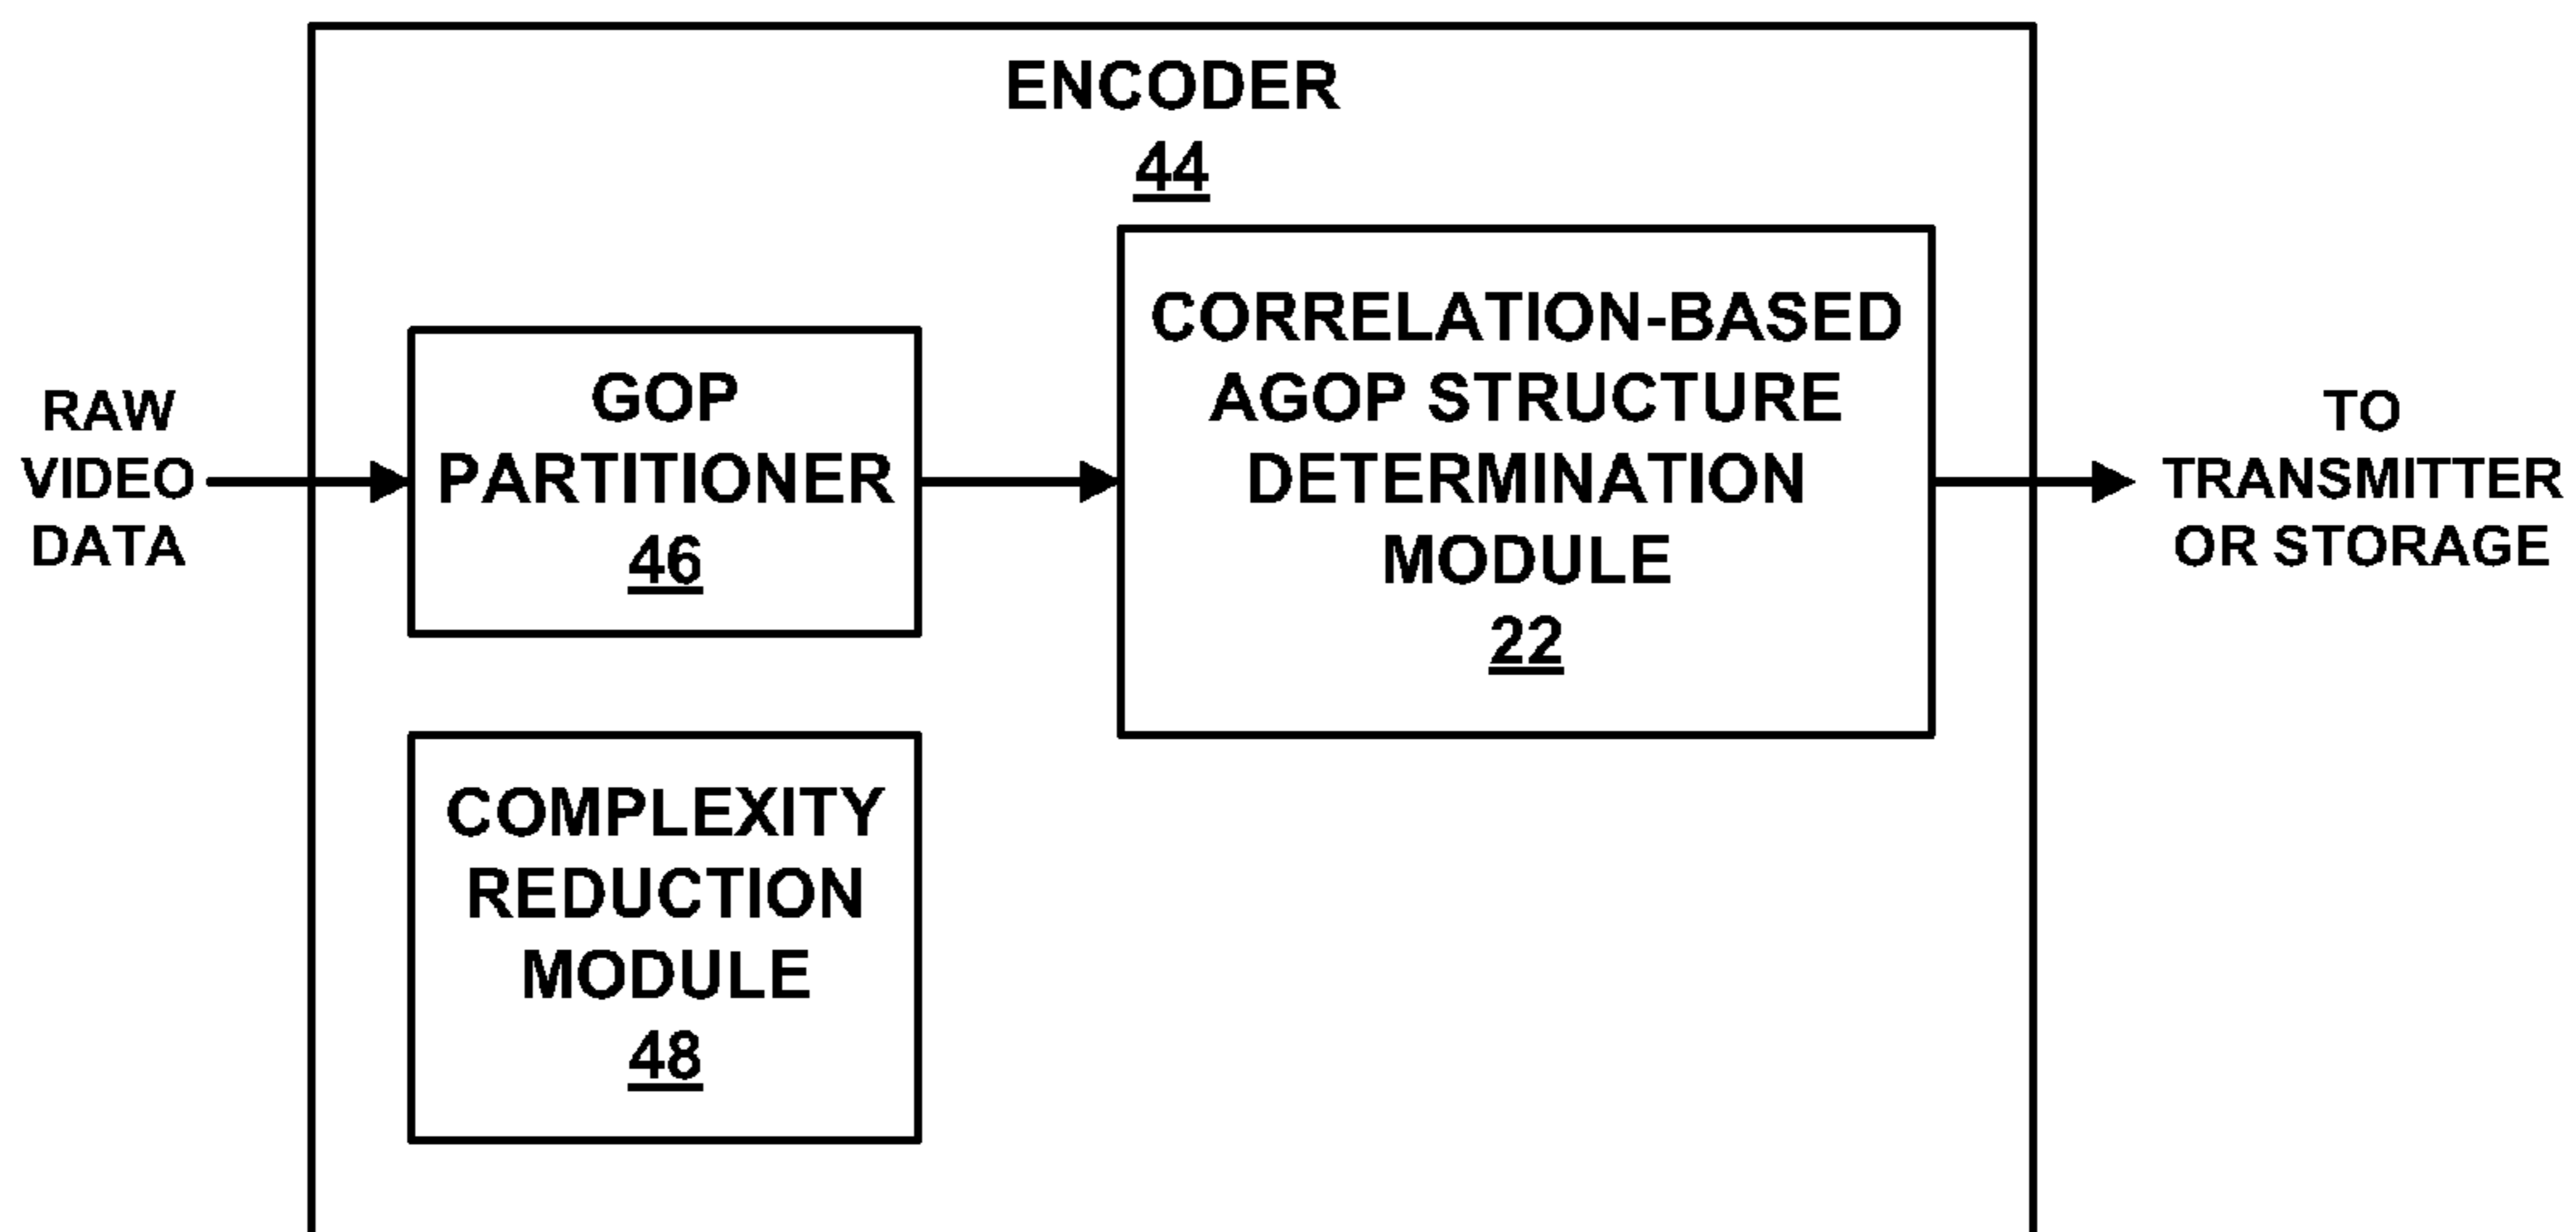 ENCODER
44
RAW
VIDEO
DATA
GOP
PARTITIONER
46
CORRELATION-BASED
AGOP STRUCTURE
DETERMINATION
MODULE
22
TO
TRANSMITTER
OR STORAGE
COMPLEXITY
REDUCTION
MODULE
48